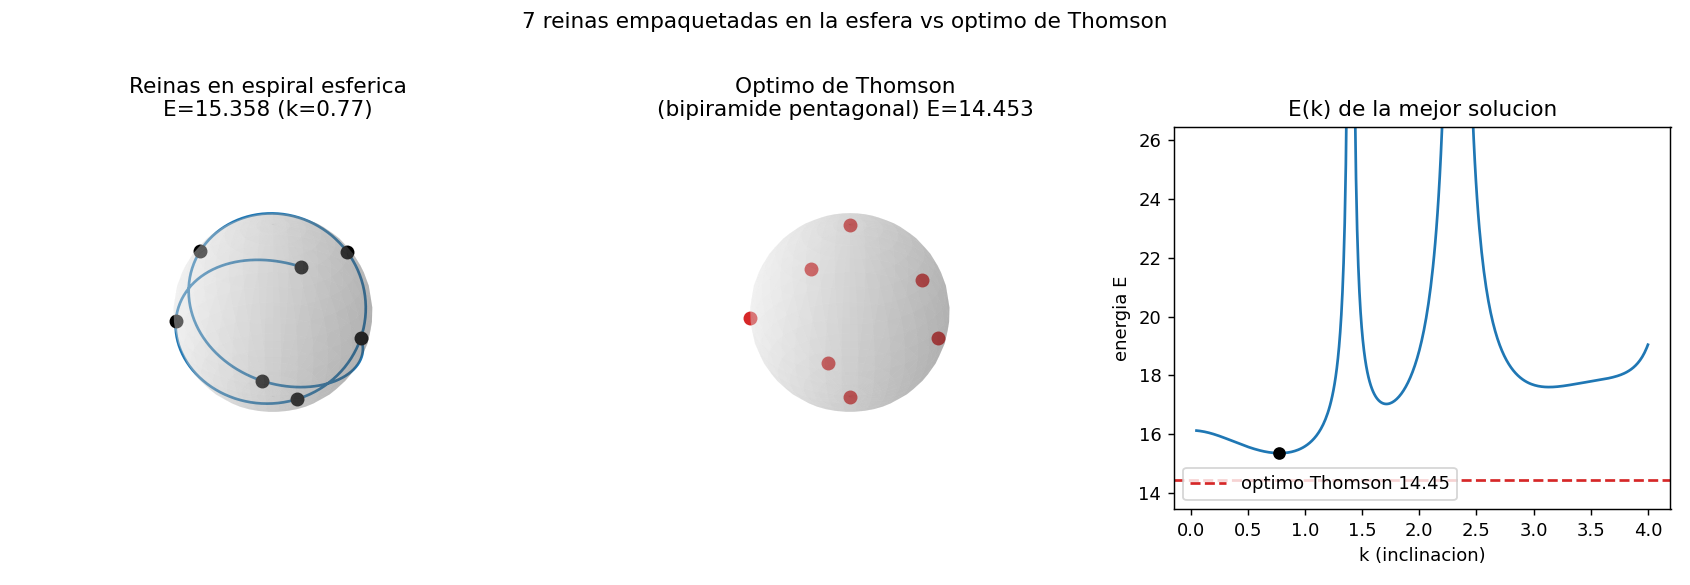 7 reinas empaquetadas en la esfera vs optimo de Thomson
Reinas en espiral esferica
E=15.358 (k=0.77)
Optimo de Thomson
(bipiramide pentagonal) E=14.453
E(k) de la mejor solucion
energia E
26
24
22
20
18
16
14
optimo Thomson 14.45
0.0 0.5 1.0 1.5 2.0 2.5 3.0 3.5 4.0
k (inclinacion)